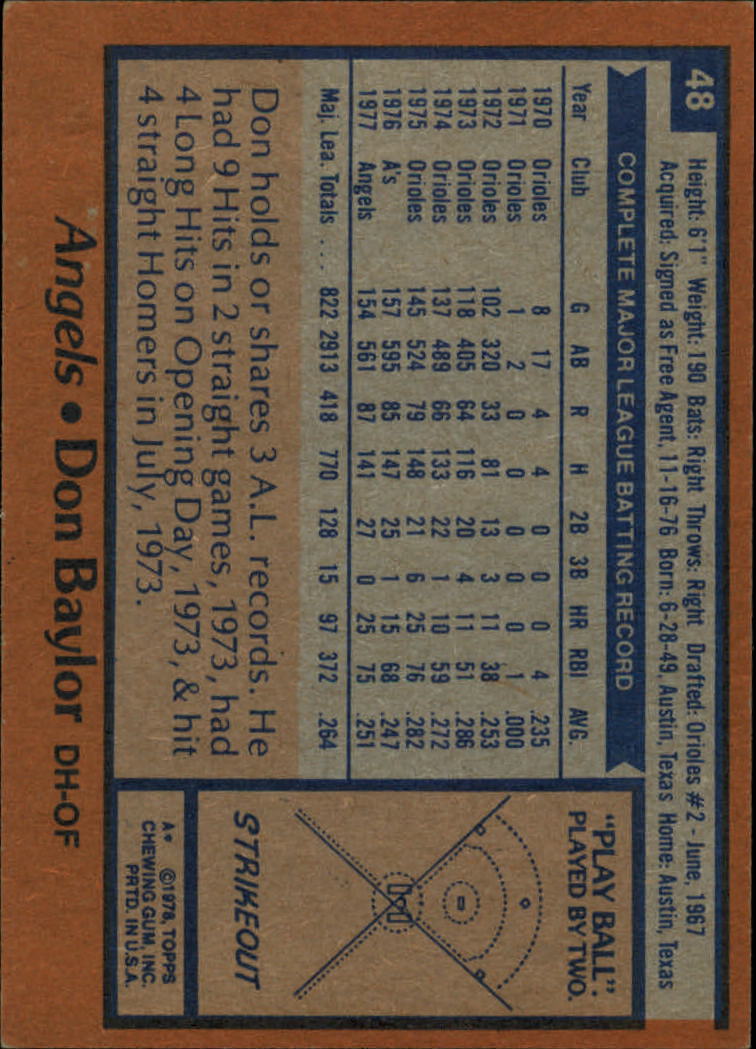 48
Height: 6'1" Weight: 190 Bats: Right Throws: Right Drafted: Orioles #2 - June, 1967
Acquired: Signed as Free Agent, 11-16-76 Born: 6-28-49, Austin, Texas Home: Austin, Texas
COMPLETE MAJOR LEAGUE BATTING RECORD
Year Club G AB R H 2B 3B HR RBI AVG.
1970 Orioles 8 17 4 4 0 0 0 4 .235
1971 Orioles 1 2 0 0 0 0 0 1 .000
1972 Orioles 102 320 33 81 13 3 11 38 .253
1973 Orioles 118 405 64 116 20 4 11 51 .286
1974 Orioles 137 489 66 133 22 1 10 59 .272
1975 Orioles 145 524 79 148 21 6 25 76 .282
1976 A's 157 595 85 147 25 1 15 68 .247
1977 Angels 154 561 87 141 27 0 25 75 .251
Maj. Lea. Totals . . . 822 2913 418 770 128 15 97 372 .264
Don holds or shares 3 A.L. records. He
had 9 Hits in 2 straight games, 1973, had
4 Long Hits on Opening Day, 1973, & hit
4 straight Homers in July, 1973.
"PLAY BALL":
PLAYED BY TWO.
STRIKEOUT
A* ©1978, TOPPS
CHEWING GUM, INC.
PRTD. IN U.S.A.
Angels • Don Baylor DH-OF